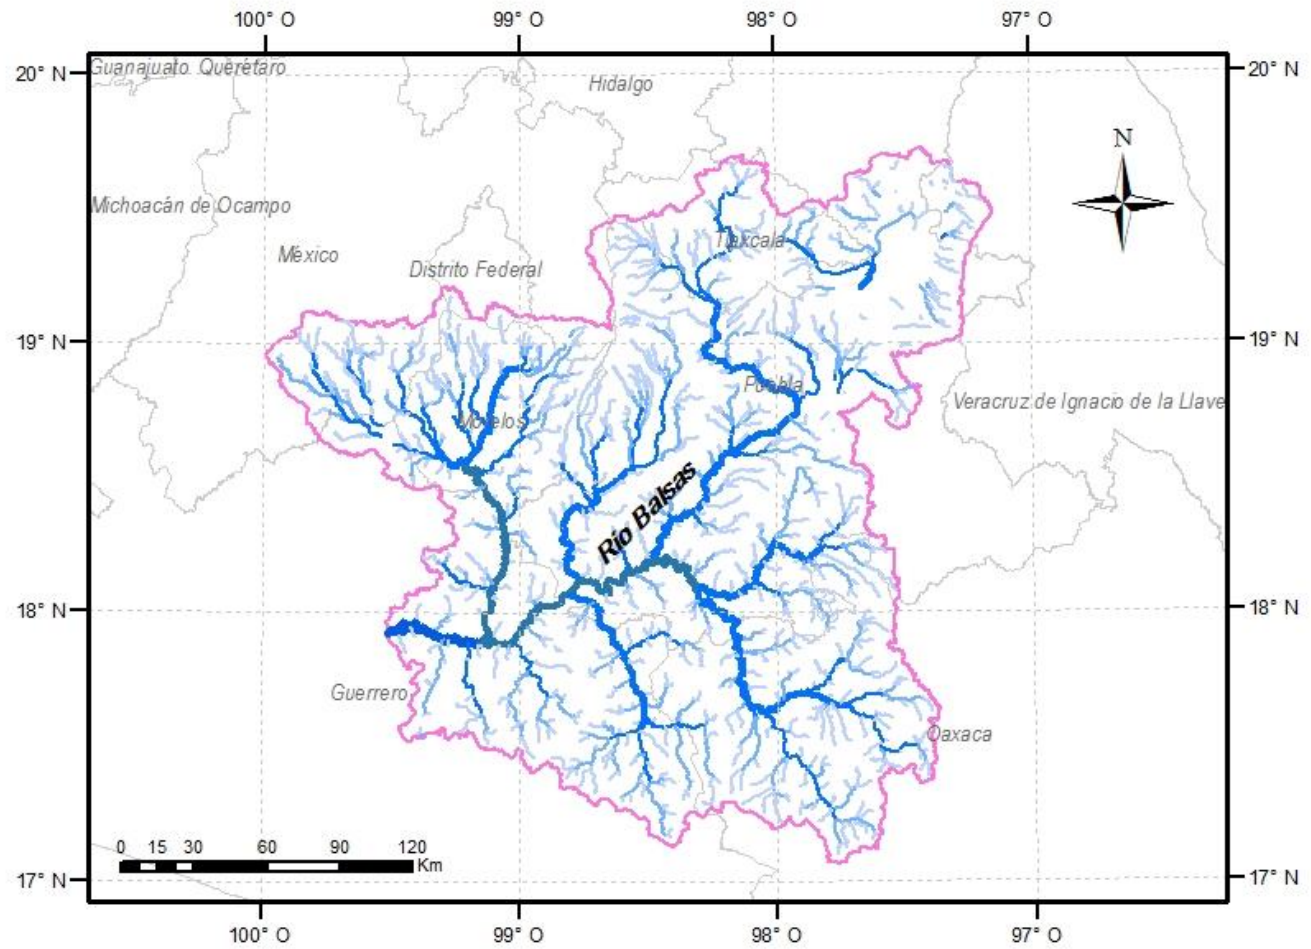 100° O 99° O 98° O 97° O
20° N 20° N
Guanajuato Querétaro
Hidalgo
N
Michoacán de Ocampo
México
Tlaxcala
Distrito Federal
19° N 19° N
Puebla
Veracruz de Ignacio de la Llave
Morelos
Río Balsas
18° N 18° N
Guerrero
Oaxaca
0 15 30 60 90 120
Km
17° N 17° N
100° O 99° O 98° O 97° O